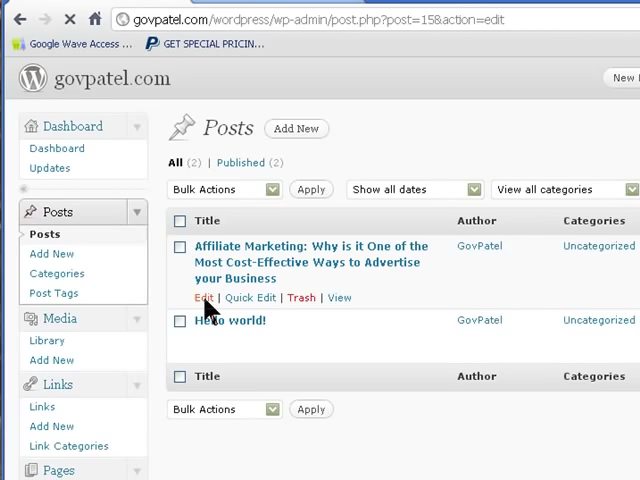 govpatel.com/wordpress/wp-admin/post.php?post=15&action=edit
Google Wave Access ... GET SPECIAL PRICIN...
govpatel.com New
Dashboard
Dashboard
Updates
Posts
Posts
Add New
Categories
Post Tags
Media
Library
Add New
Links
Links
Add New
Link Categories
Pages
Posts Add New
All (2) | Published (2)
Bulk Actions Apply Show all dates View all categories
Title Author Categories
Affiliate Marketing: Why is it One of the Most Cost-Effective Ways to Advertise your Business GovPatel Uncategorized
Edit | Quick Edit | Trash | View
Hello world! GovPatel Uncategorized
Title Author Categories
Bulk Actions Apply